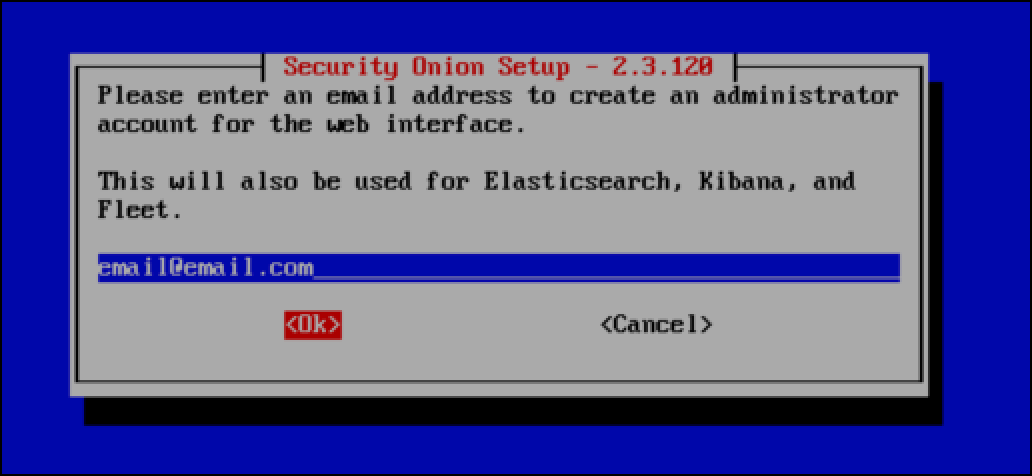 Security Onion Setup - 2.3.120
Please enter an email address to create an administrator
account for the web interface.
This will also be used for Elasticsearch, Kibana, and
Fleet.
email@email.com
<Ok> <Cancel>